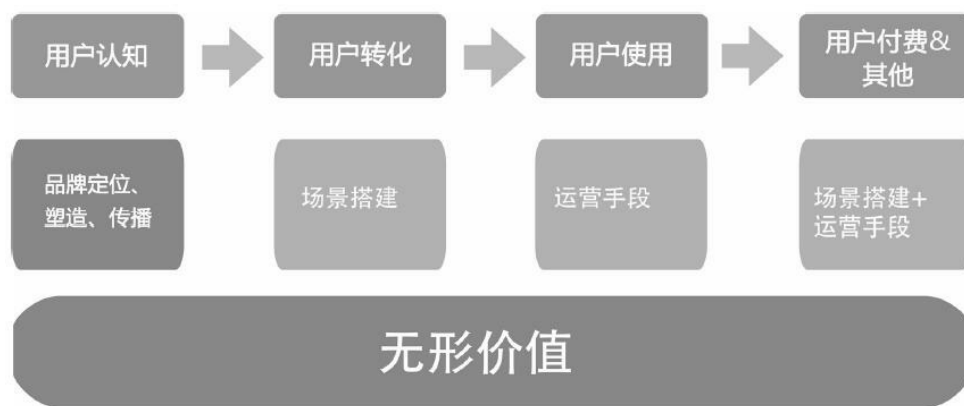 用户认知
用户转化
用户使用
用户付费&
其他
品牌定位、
塑造、传播
场景搭建
运营手段
场景搭建+
运营手段
无形价值